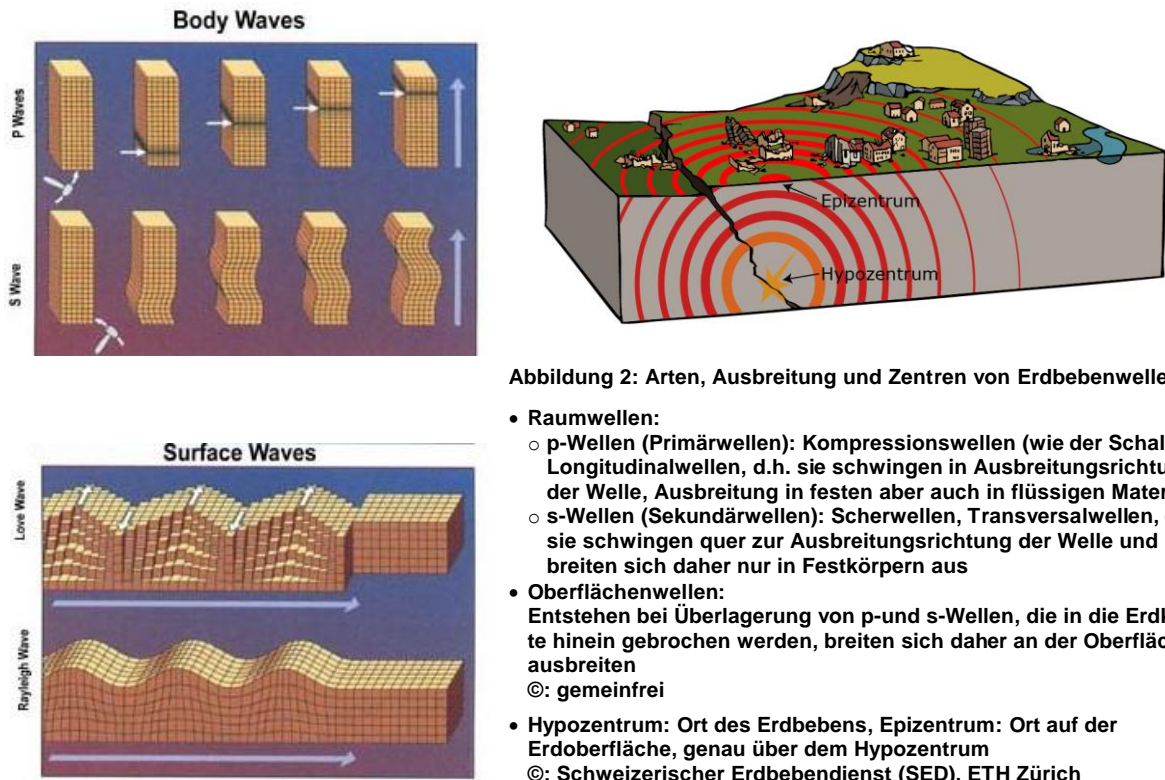 Body Waves
P Waves
S Wave
Epizentrum
Hypozentrum
Surface Waves
Love Wave
Rayleigh Wave
Abbildung 2: Arten, Ausbreitung und Zentren von Erdbebenwelle
• Raumwellen:
○ p-Wellen (Primärwellen): Kompressionswellen (wie der Schal
Longitudinalwellen, d.h. sie schwingen in Ausbreitungsrichtu
der Welle, Ausbreitung in festen aber auch in flüssigen Mater
○ s-Wellen (Sekundärwellen): Scherwellen, Transversalwellen,
sie schwingen quer zur Ausbreitungsrichtung der Welle und
breiten sich daher nur in Festkörpern aus
• Oberflächenwellen:
Entstehen bei Überlagerung von p-und s-Wellen, die in die Erdk
te hinein gebrochen werden, breiten sich daher an der Oberfläc
ausbreiten
©: gemeinfrei
• Hypozentrum: Ort des Erdbebens, Epizentrum: Ort auf der
Erdoberfläche, genau über dem Hypozentrum
©: Schweizerischer Erdbebendienst (SED), ETH Zürich